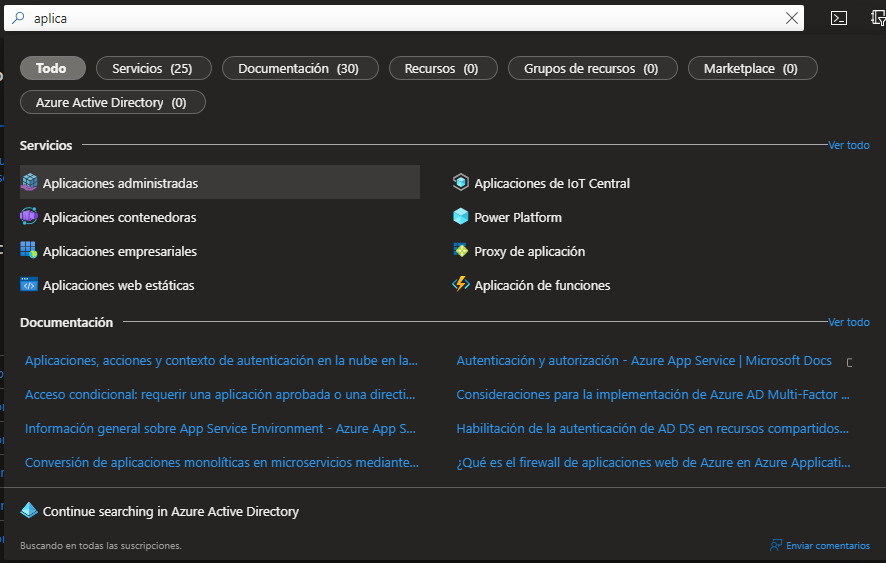 aplica
Todo Servicios (25) Documentación (30) Recursos (0) Grupos de recursos (0) Marketplace (0)
Azure Active Directory (0)
Servicios Ver todo
Aplicaciones administradas Aplicaciones de IoT Central
Aplicaciones contenedoras Power Platform
Aplicaciones empresariales Proxy de aplicación
Aplicaciones web estáticas Aplicación de funciones
Documentación Ver todo
Aplicaciones, acciones y contexto de autenticación en la nube en la... Autenticación y autorización - Azure App Service | Microsoft Docs
Acceso condicional: requerir una aplicación aprobada o una directi... Consideraciones para la implementación de Azure AD Multi-Factor ...
Información general sobre App Service Environment - Azure App S... Habilitación de la autenticación de AD DS en recursos compartidos...
Conversión de aplicaciones monolíticas en microservicios mediante... ¿Qué es el firewall de aplicaciones web de Azure en Azure Applicati...
Continue searching in Azure Active Directory
Buscando en todas las suscripciones. Enviar comentarios